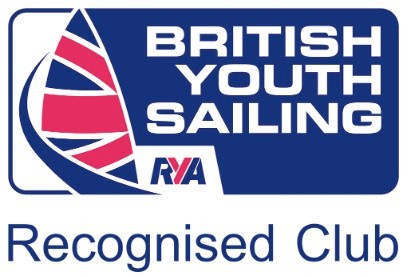 BRITISH
YOUTH
SAILING
RYA
Recognised Club